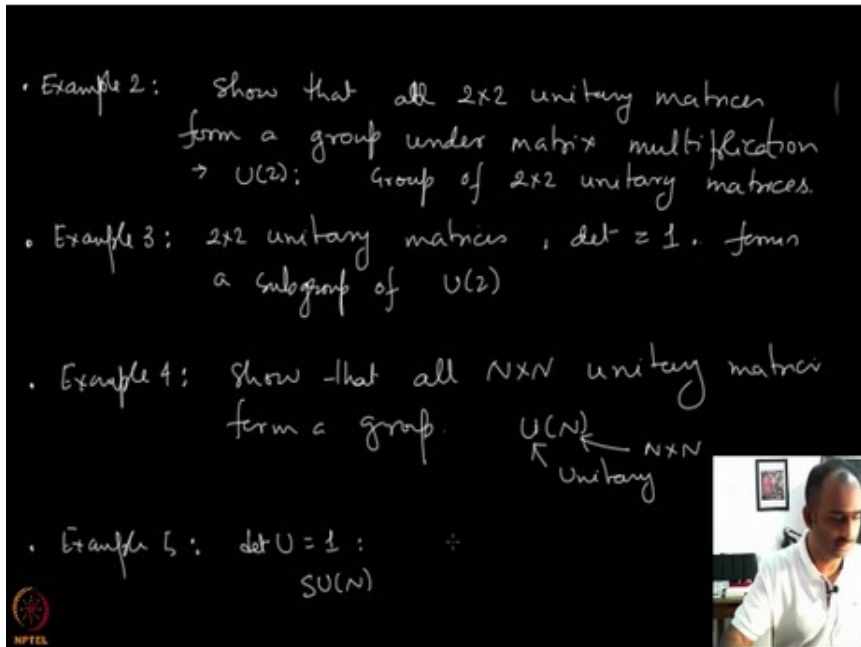 • Example 2: Show that all 2×2 unitary matrices
form a group under matrix multiplication
→ U(2): Group of 2×2 unitary matrices.
• Example 3: 2×2 unitary matrices, det = 1. forms
a subgroup of U(2)
• Example 4: Show that all N×N unitary matrices
form a group. U(N) N×N
Unitary
• Example 5: det U = 1:
SU(N)
NPTEL